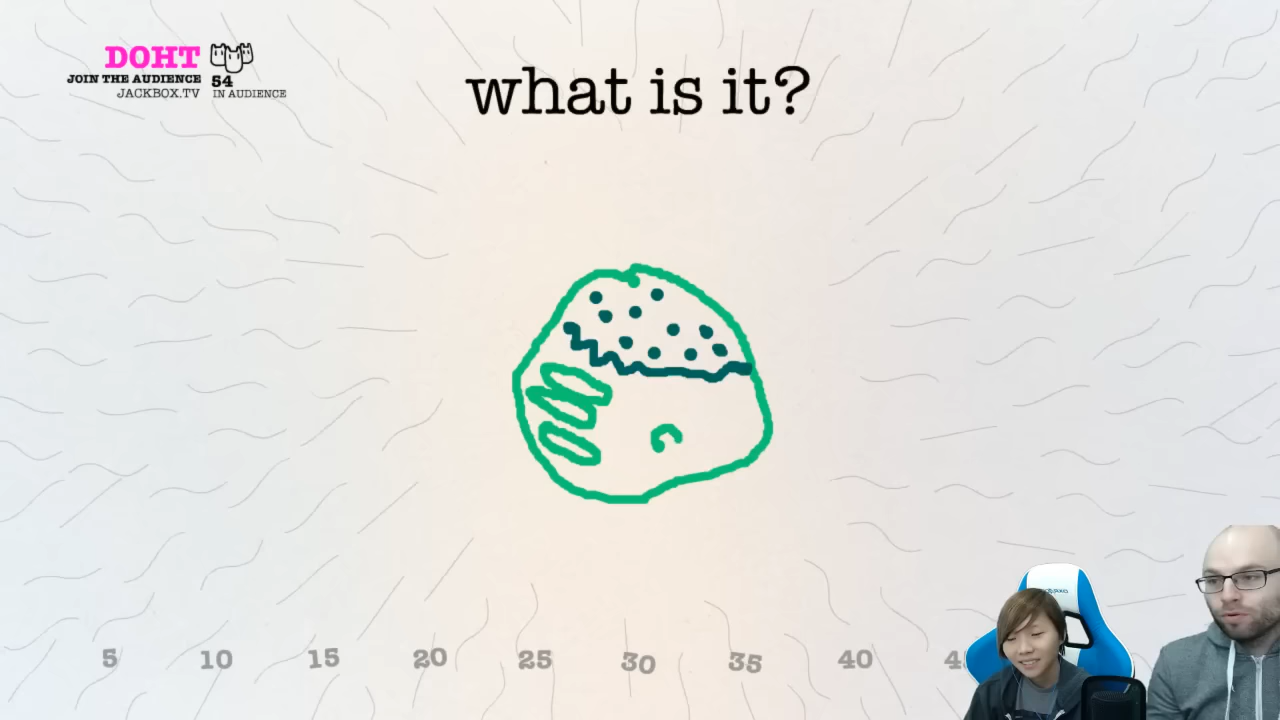 DOHT
JOIN THE AUDIENCE
JACKBOX.TV
54
IN AUDIENCE
what is it?
5 10 15 20 25 30 35 40